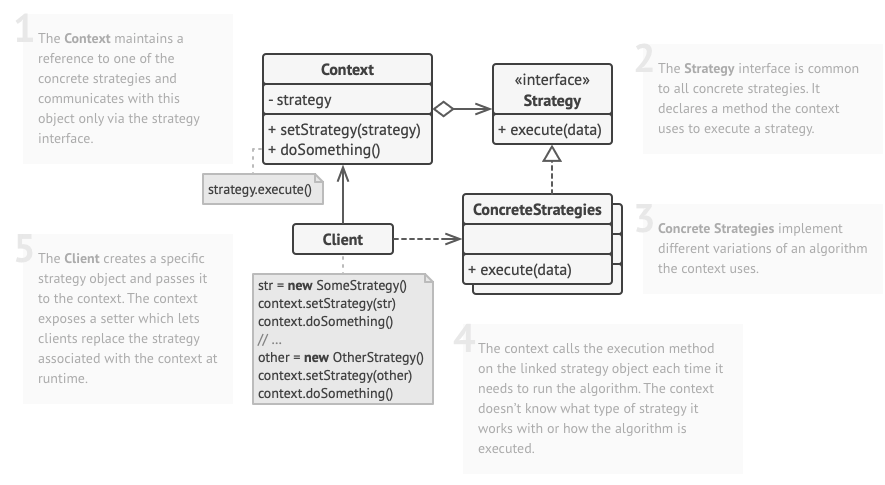 1
The Context maintains a
reference to one of the
concrete strategies and
communicates with this
object only via the strategy
interface.
Context
- strategy
+ setStrategy(strategy)
+ doSomething()
strategy.execute()
«interface»
Strategy
+ execute(data)
2
The Strategy interface is common
to all concrete strategies. It
declares a method the context
uses to execute a strategy.
ConcreteStrategies
+ execute(data)
3
Concrete Strategies implement
different variations of an algorithm
the context uses.
Client
str = new SomeStrategy()
context.setStrategy(str)
context.doSomething()
// ...
other = new OtherStrategy()
context.setStrategy(other)
context.doSomething()
4
The context calls the execution method
on the linked strategy object each time it
needs to run the algorithm. The context
doesn't know what type of strategy it
works with or how the algorithm is
executed.
5
The Client creates a specific
strategy object and passes it
to the context. The context
exposes a setter which lets
clients replace the strategy
associated with the context at
runtime.